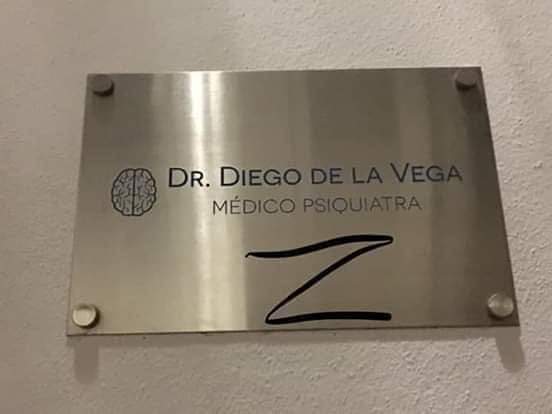 DR. DIEGO DE LA VEGA
MÉDICO PSIQUIATRA
Z